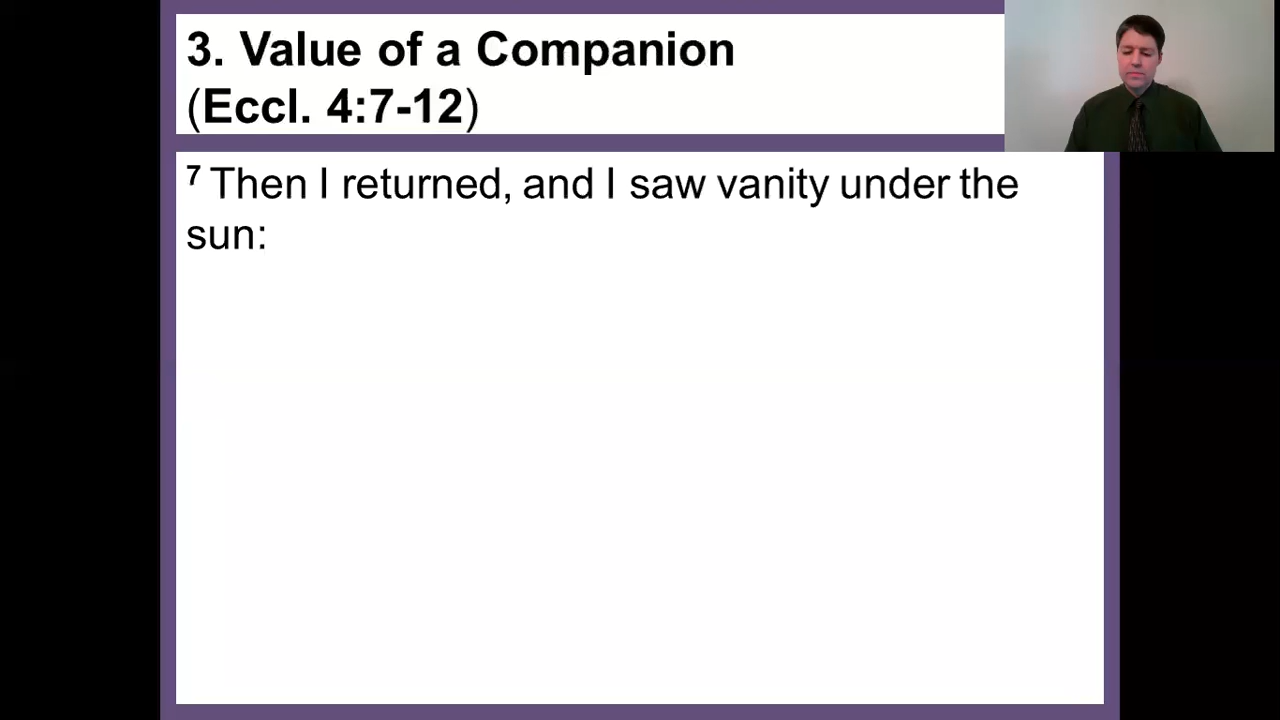 3. Value of a Companion
(Eccl. 4:7-12)
7 Then I returned, and I saw vanity under the
sun: